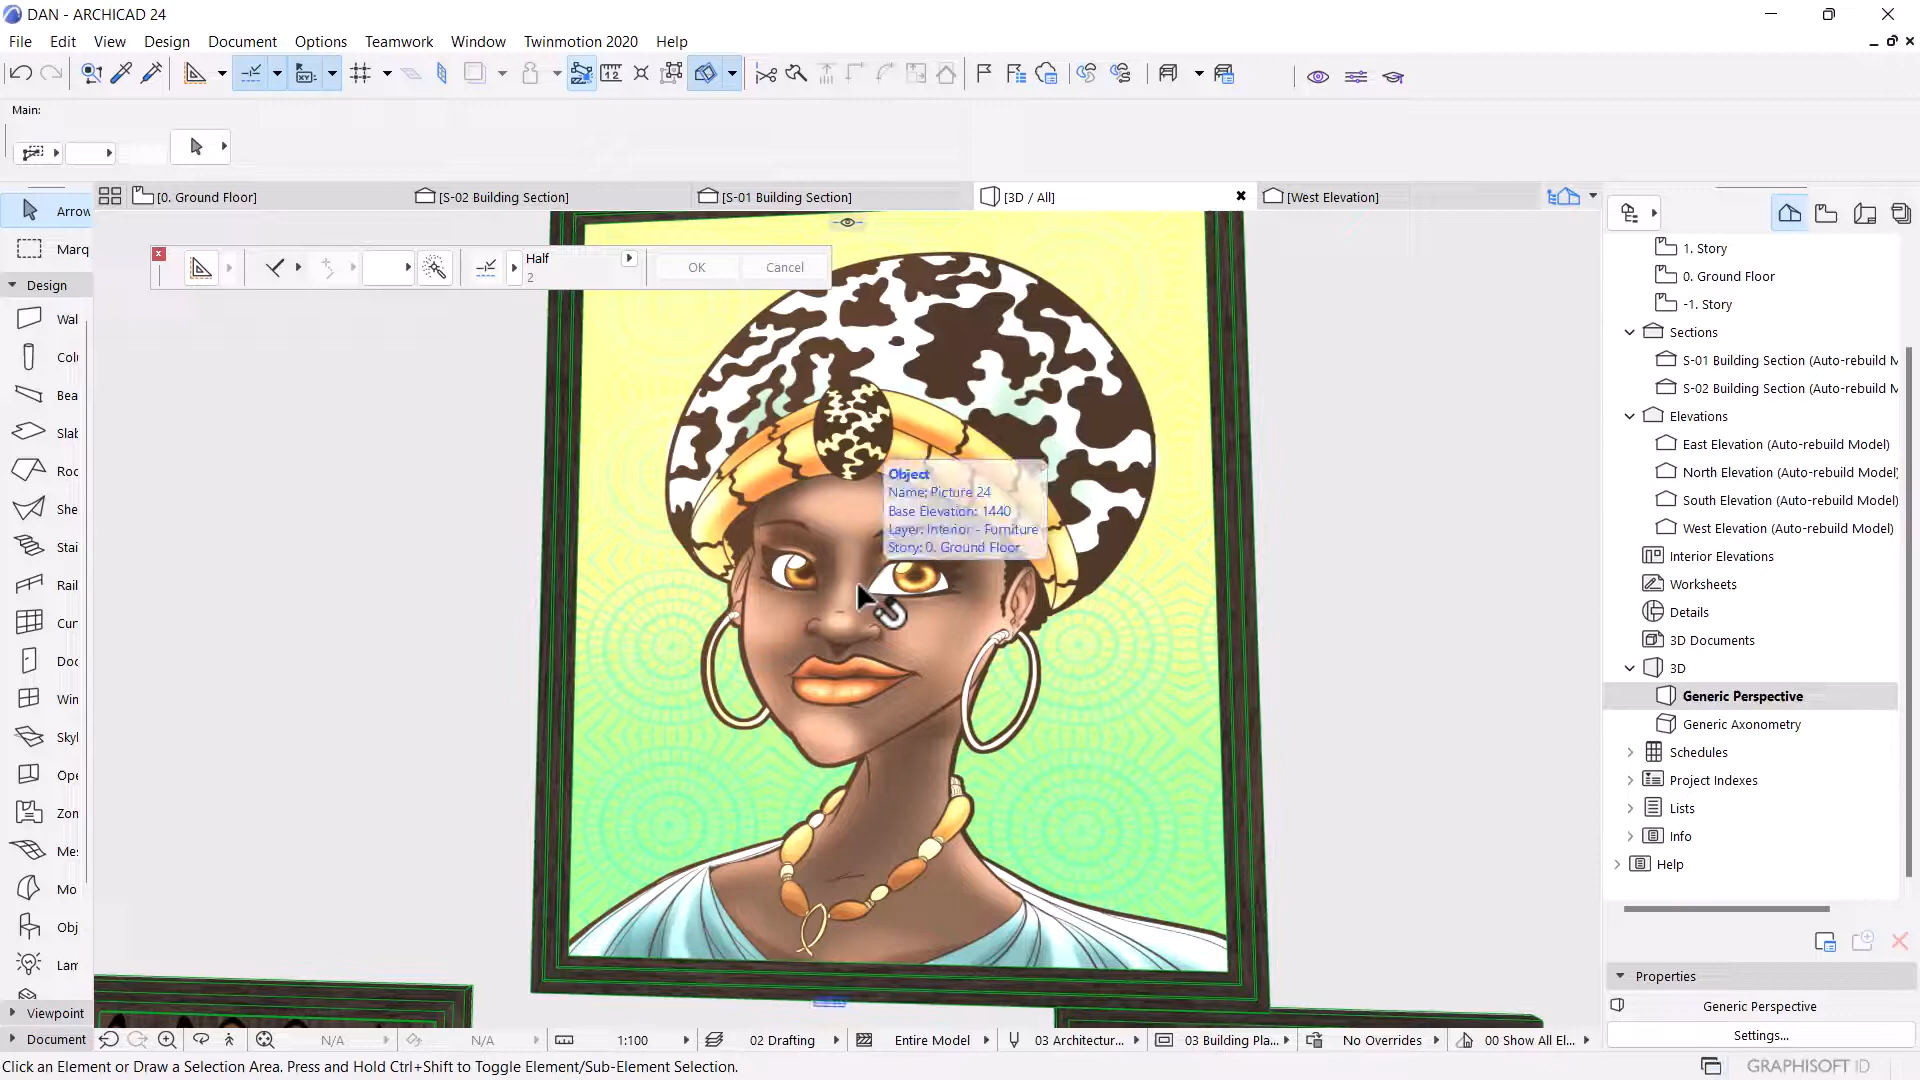 DAN - ARCHICAD 24
File Edit View Design Document Options Teamwork Window Twinmotion 2020 Help
Main:
[0. Ground Floor] [S-02 Building Section] [S-01 Building Section] [3D / All] [West Elevation]
Arrow
Marq
Design
Wal
Colu
Bea
Slab
Roo
She
Stai
Rail
Cur
Doo
Win
Skyl
Ope
Zon
Mes
Mo
Obj
Lam
Viewpoint
Document
Half
2
OK Cancel
Object
Name: Picture 24
Base Elevation: 1440
Layer: Interior - Furniture
Story: 0. Ground Floor
1. Story
0. Ground Floor
-1. Story
Sections
S-01 Building Section (Auto-rebuild M
S-02 Building Section (Auto-rebuild M
Elevations
East Elevation (Auto-rebuild Model)
North Elevation (Auto-rebuild Model)
South Elevation (Auto-rebuild Model)
West Elevation (Auto-rebuild Model)
Interior Elevations
Worksheets
Details
3D Documents
3D
Generic Perspective
Generic Axonometry
Schedules
Project Indexes
Lists
Info
Help
Properties
Generic Perspective
Settings...
N/A N/A 1:100 02 Drafting Entire Model 03 Architectur... 03 Building Pla... No Overrides 00 Show All El...
Click an Element or Draw a Selection Area. Press and Hold Ctrl+Shift to Toggle Element/Sub-Element Selection.
GRAPHISOFT ID